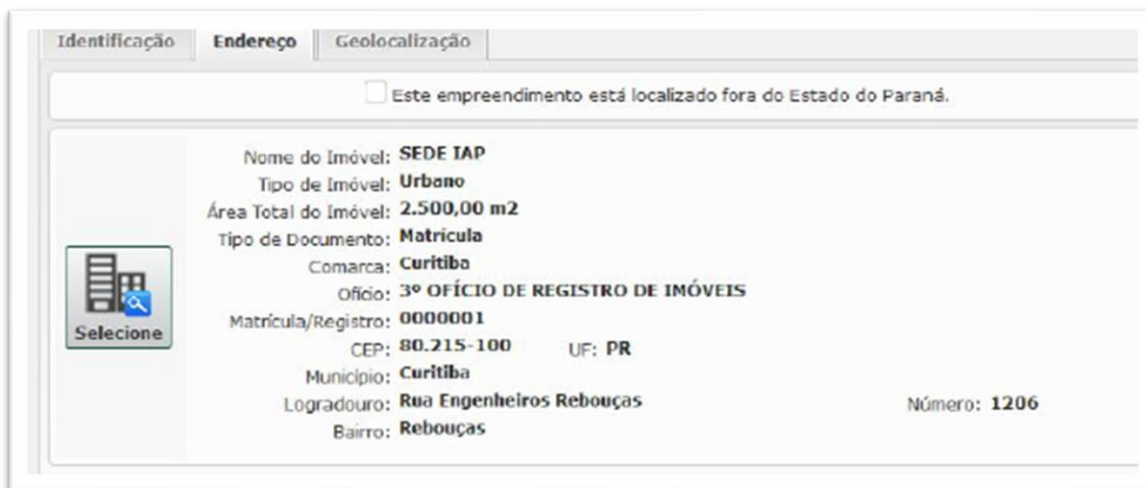 Identificação Endereço Geolocalização
Este empreendimento está localizado fora do Estado do Paraná.
Nome do Imóvel: SEDE IAP
Tipo de Imóvel: Urbano
Área Total do Imóvel: 2.500,00 m2
Tipo de Documento: Matrícula
Comarca: Curitiba
Ofício: 3º OFÍCIO DE REGISTRO DE IMÓVEIS
Matrícula/Registro: 0000001
CEP: 80.215-100 UF: PR
Município: Curitiba
Logradouro: Rua Engenheiros Rebouças Número: 1206
Bairro: Rebouças
Selecione